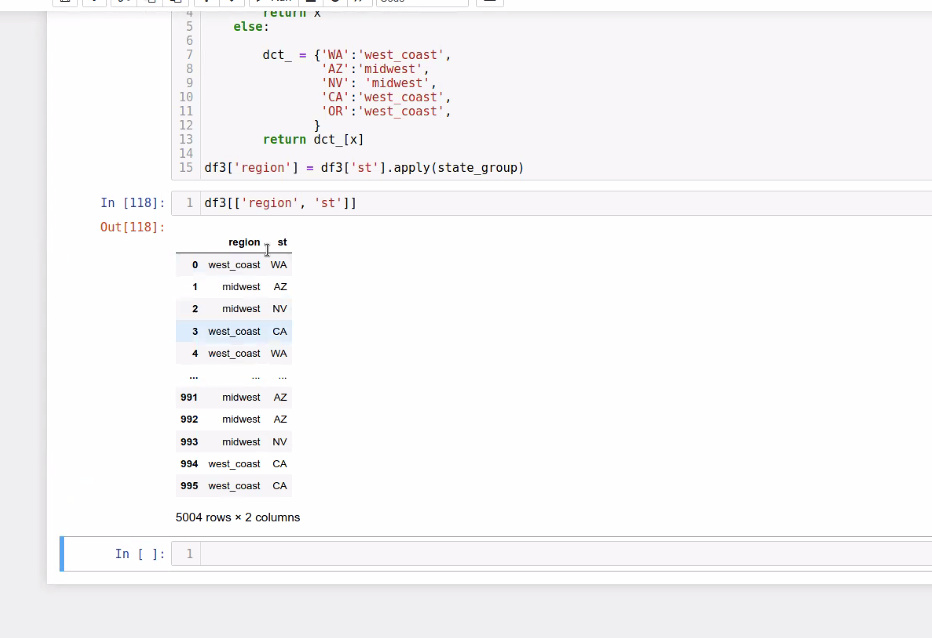 4 return x
5 else:
6
7 dct_ = {'WA':'west_coast',
8 'AZ':'midwest',
9 'NV': 'midwest',
10 'CA':'west_coast',
11 'OR':'west_coast',
12 }
13 return dct_[x]
14
15 df3['region'] = df3['st'].apply(state_group)
In [118]: 1 df3[['region', 'st']]
Out[118]:
region st
0 west_coast WA
1 midwest AZ
2 midwest NV
3 west_coast CA
4 west_coast WA
... ... ...
991 midwest AZ
992 midwest AZ
993 midwest NV
994 west_coast CA
995 west_coast CA
5004 rows × 2 columns
In [ ]: 1